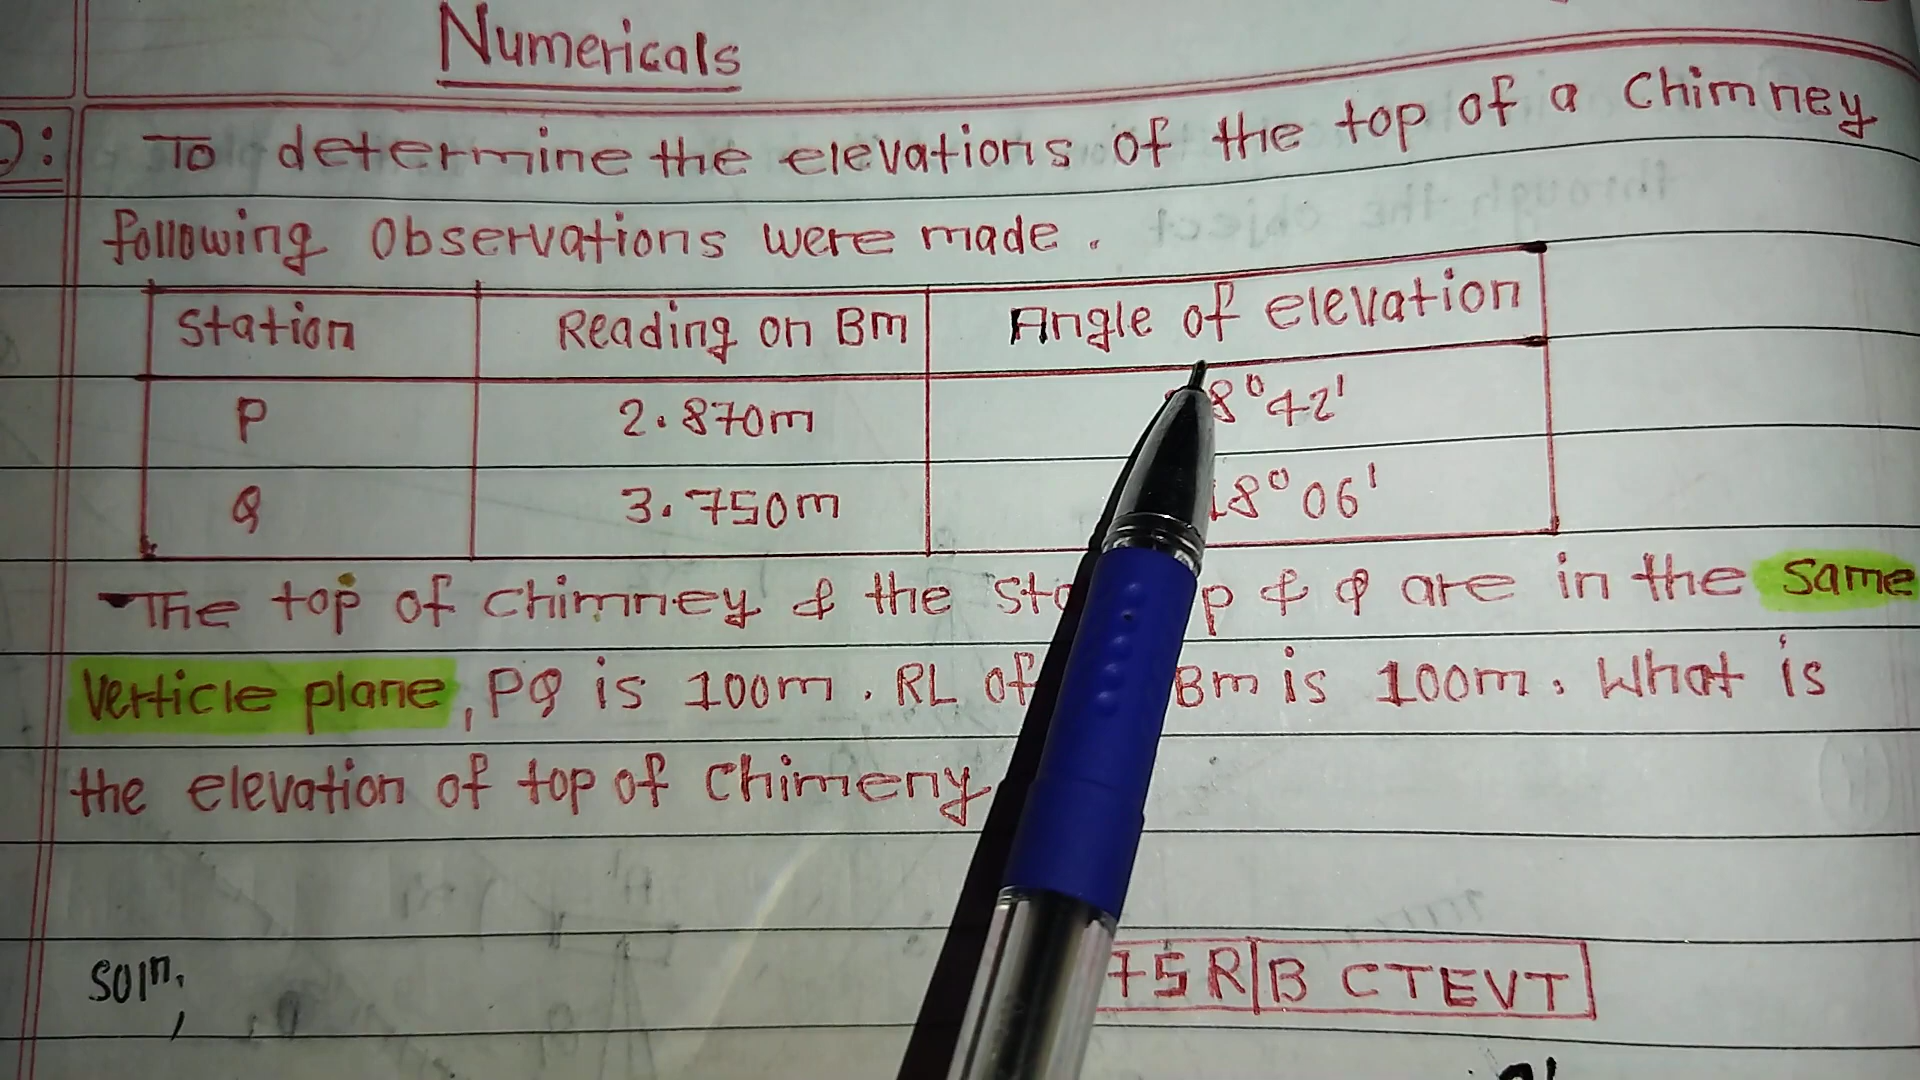 Numericals
To determine the elevations of the top of a Chimney
following observations were made.
Station Reading on Bm Angle of elevation
P 2.870m 8°42'
Q 3.750m 18°06'
The top of chimney & the P & Q are in the same
verticle plane, PQ is 100m. RL of Bm is 100m. What is
the elevation of top of Chimeny
Soln,
75 R|B CTEVT